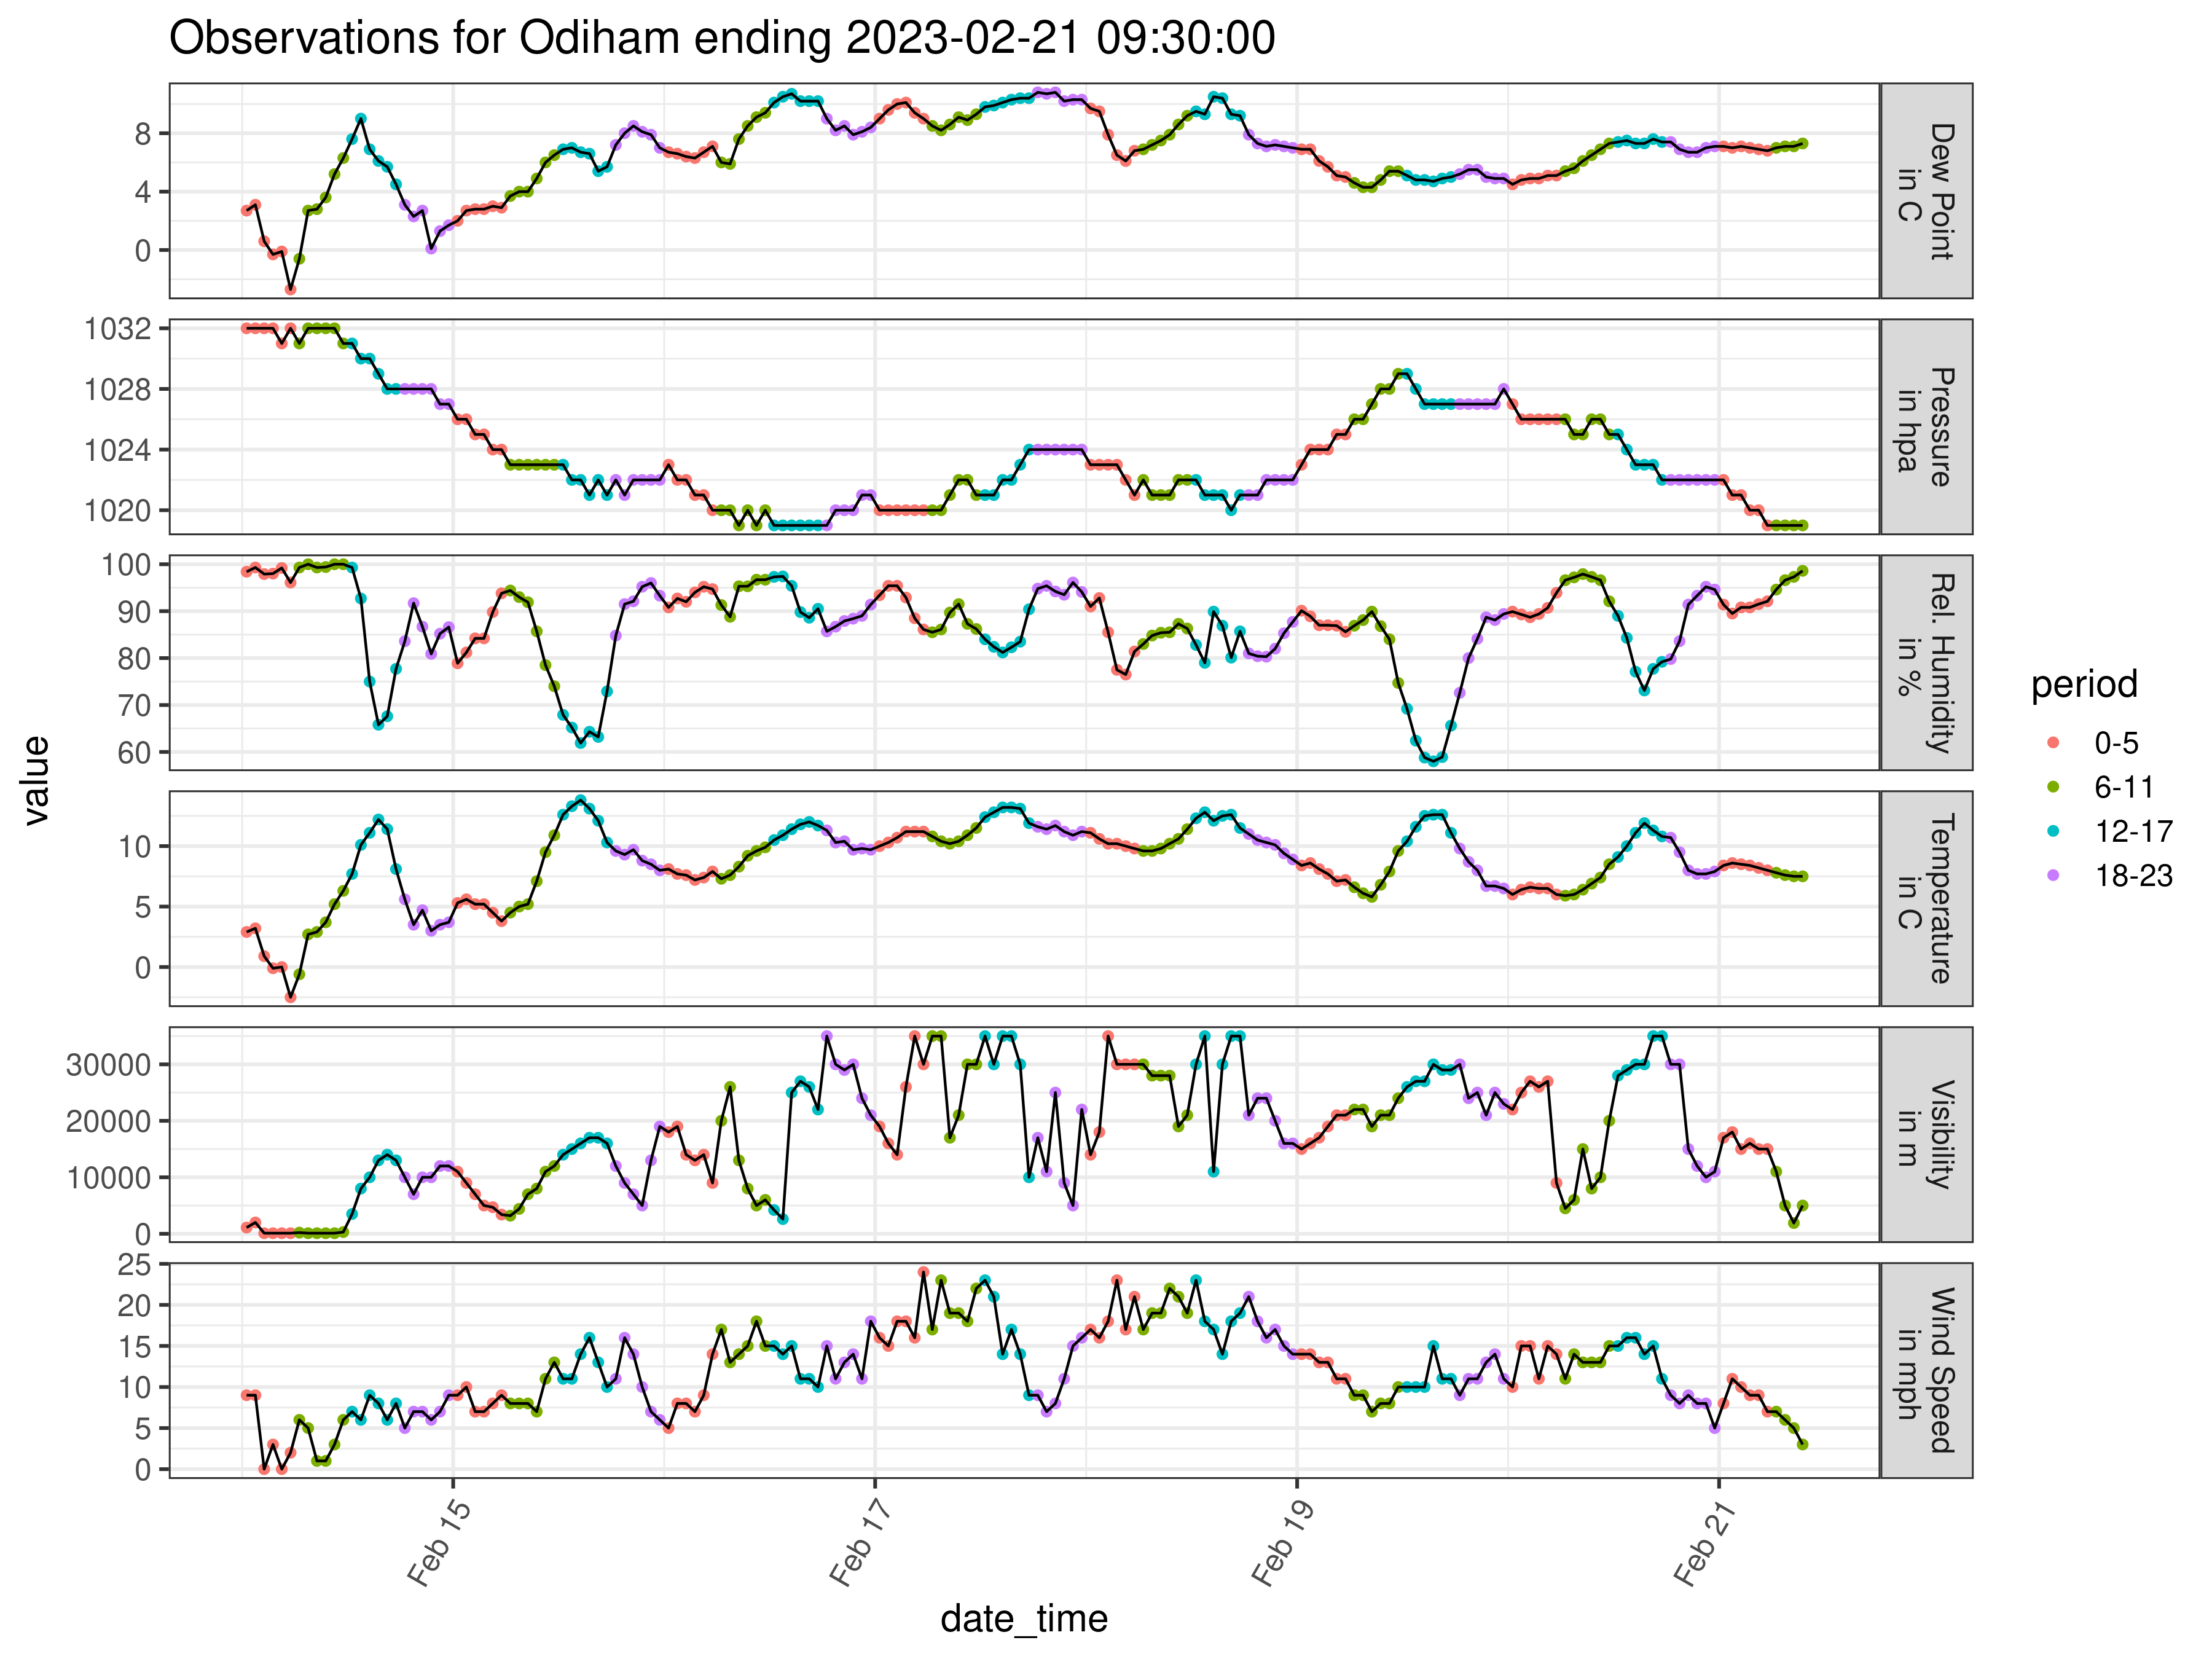 Observations for Odiham ending 2023-02-21 09:30:00
8
4
0
Dew Point
in C
1032
1028
1024
1020
Pressure
in hpa
100
90
80
70
60
Rel. Humidity
in %
10
5
0
Temperature
in C
30000
20000
10000
0
Visibility
in m
25
20
15
10
5
0
Wind Speed
in mph
value
Feb 15
Feb 17
Feb 19
Feb 21
date_time
period
0-5
6-11
12-17
18-23